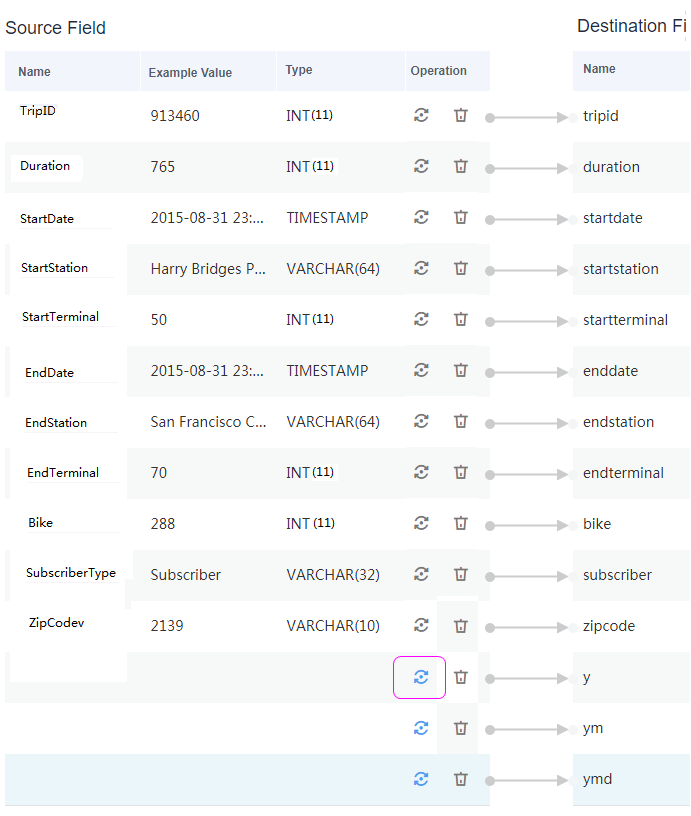 Source Field Destination Fi
Name Example Value Type Operation Name
TripID 913460 INT(11) tripid
Duration 765 INT(11) duration
StartDate 2015-08-31 23:... TIMESTAMP startdate
StartStation Harry Bridges P... VARCHAR(64) startstation
StartTerminal 50 INT(11) startterminal
EndDate 2015-08-31 23:... TIMESTAMP enddate
EndStation San Francisco C... VARCHAR(64) endstation
EndTerminal 70 INT(11) endterminal
Bike 288 INT(11) bike
SubscriberType Subscriber VARCHAR(32) subscriber
ZipCodev 2139 VARCHAR(10) zipcode
y
ym
ymd